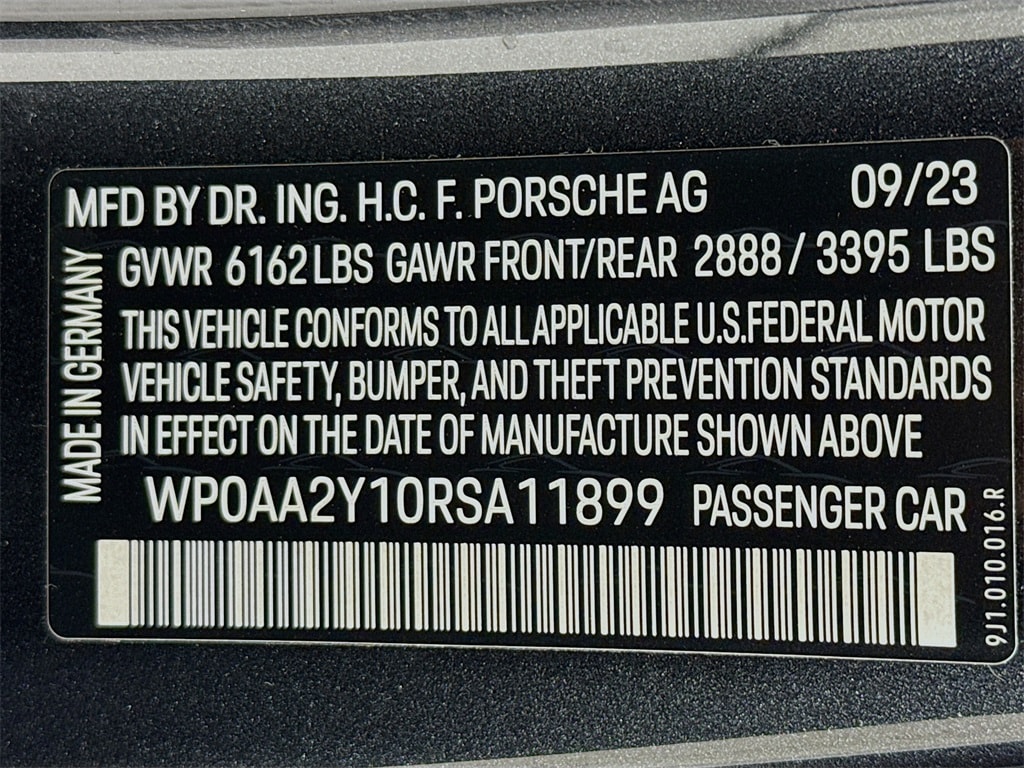 MFD BY DR. ING. H.C. F. PORSCHE AG 09/23
GVWR 6162 LBS GAWR FRONT/REAR 2888 / 3395 LBS
THIS VEHICLE CONFORMS TO ALL APPLICABLE U.S.FEDERAL MOTOR
VEHICLE SAFETY, BUMPER, AND THEFT PREVENTION STANDARDS
IN EFFECT ON THE DATE OF MANUFACTURE SHOWN ABOVE
WP0AA2Y10RSA11899 PASSENGER CAR
MADE IN GERMANY
9J1.010.016.R